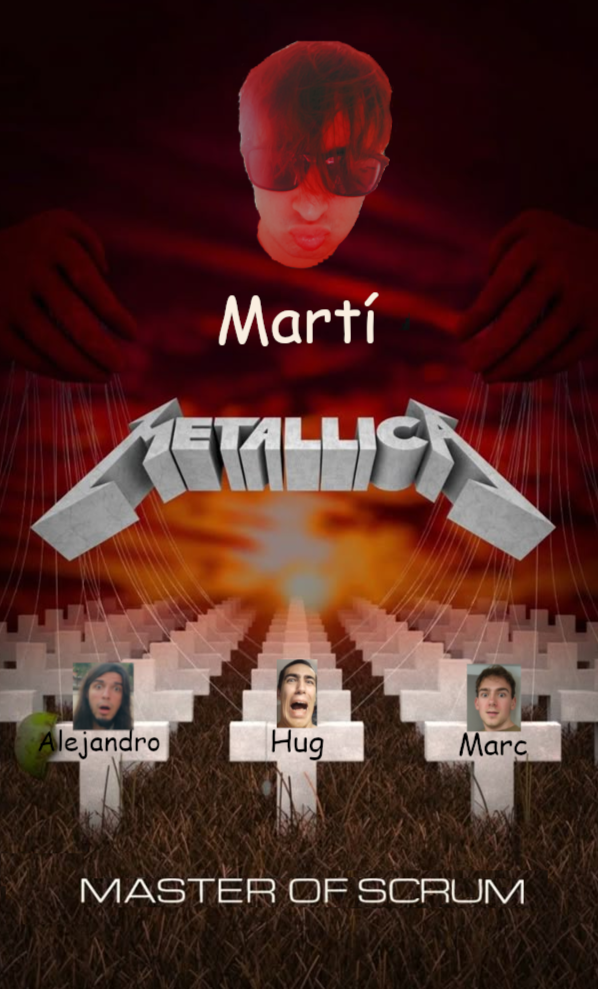 Martí
METALLICA
Alejandro Hug Marc
MASTER OF SCRUM